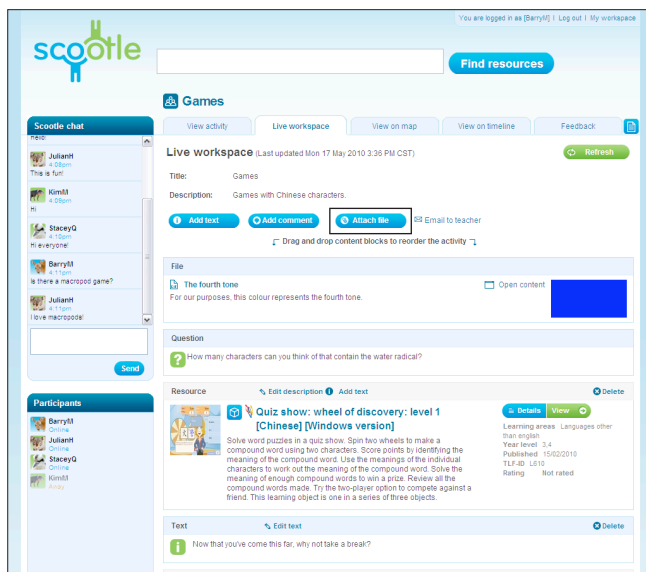 You are logged in as [BarryM] | Log out | My workspace
scootle
Find resources
Games
Scootle chat
View activity
Live workspace
View on map
View on timeline
Feedback
Hello!
JulianH
4:08pm
This is fun!
KimM
4:09pm
Hi
StaceyQ
4:10pm
Hi everyone!
BarryM
4:11pm
Is there a macropod game?
JulianH
4:11pm
I love macropods!
Send
Participants
BarryM
Online
JulianH
Online
StaceyQ
Online
KimM
Away
Live workspace (Last updated Mon 17 May 2010 3:36 PM CST)
Refresh
Title: Games
Description: Games with Chinese characters.
Add text
Add comment
Attach file
Email to teacher
Drag and drop content blocks to reorder the activity
File
The fourth tone
Open content
For our purposes, this colour represents the fourth tone.
Question
How many characters can you think of that contain the water radical?
Resource
Edit description
Add text
Delete
Quiz show: wheel of discovery: level 1
[Chinese] [Windows version]
Solve word puzzles in a quiz show. Spin two wheels to make a
compound word using two characters. Score points by identifying the
meaning of the compound word. Use the meanings of the individual
characters to work out the meaning of the compound word. Solve the
meaning of enough compound words to win a prize. Review all the
compound words made. Try the two-player option to compete against a
friend. This learning object is one in a series of three objects.
Details
View
Learning areas Languages other
than english
Year level 3,4
Published 15/02/2010
TLF-ID L610
Rating Not rated
Text
Edit text
Delete
Now that you've come this far, why not take a break?